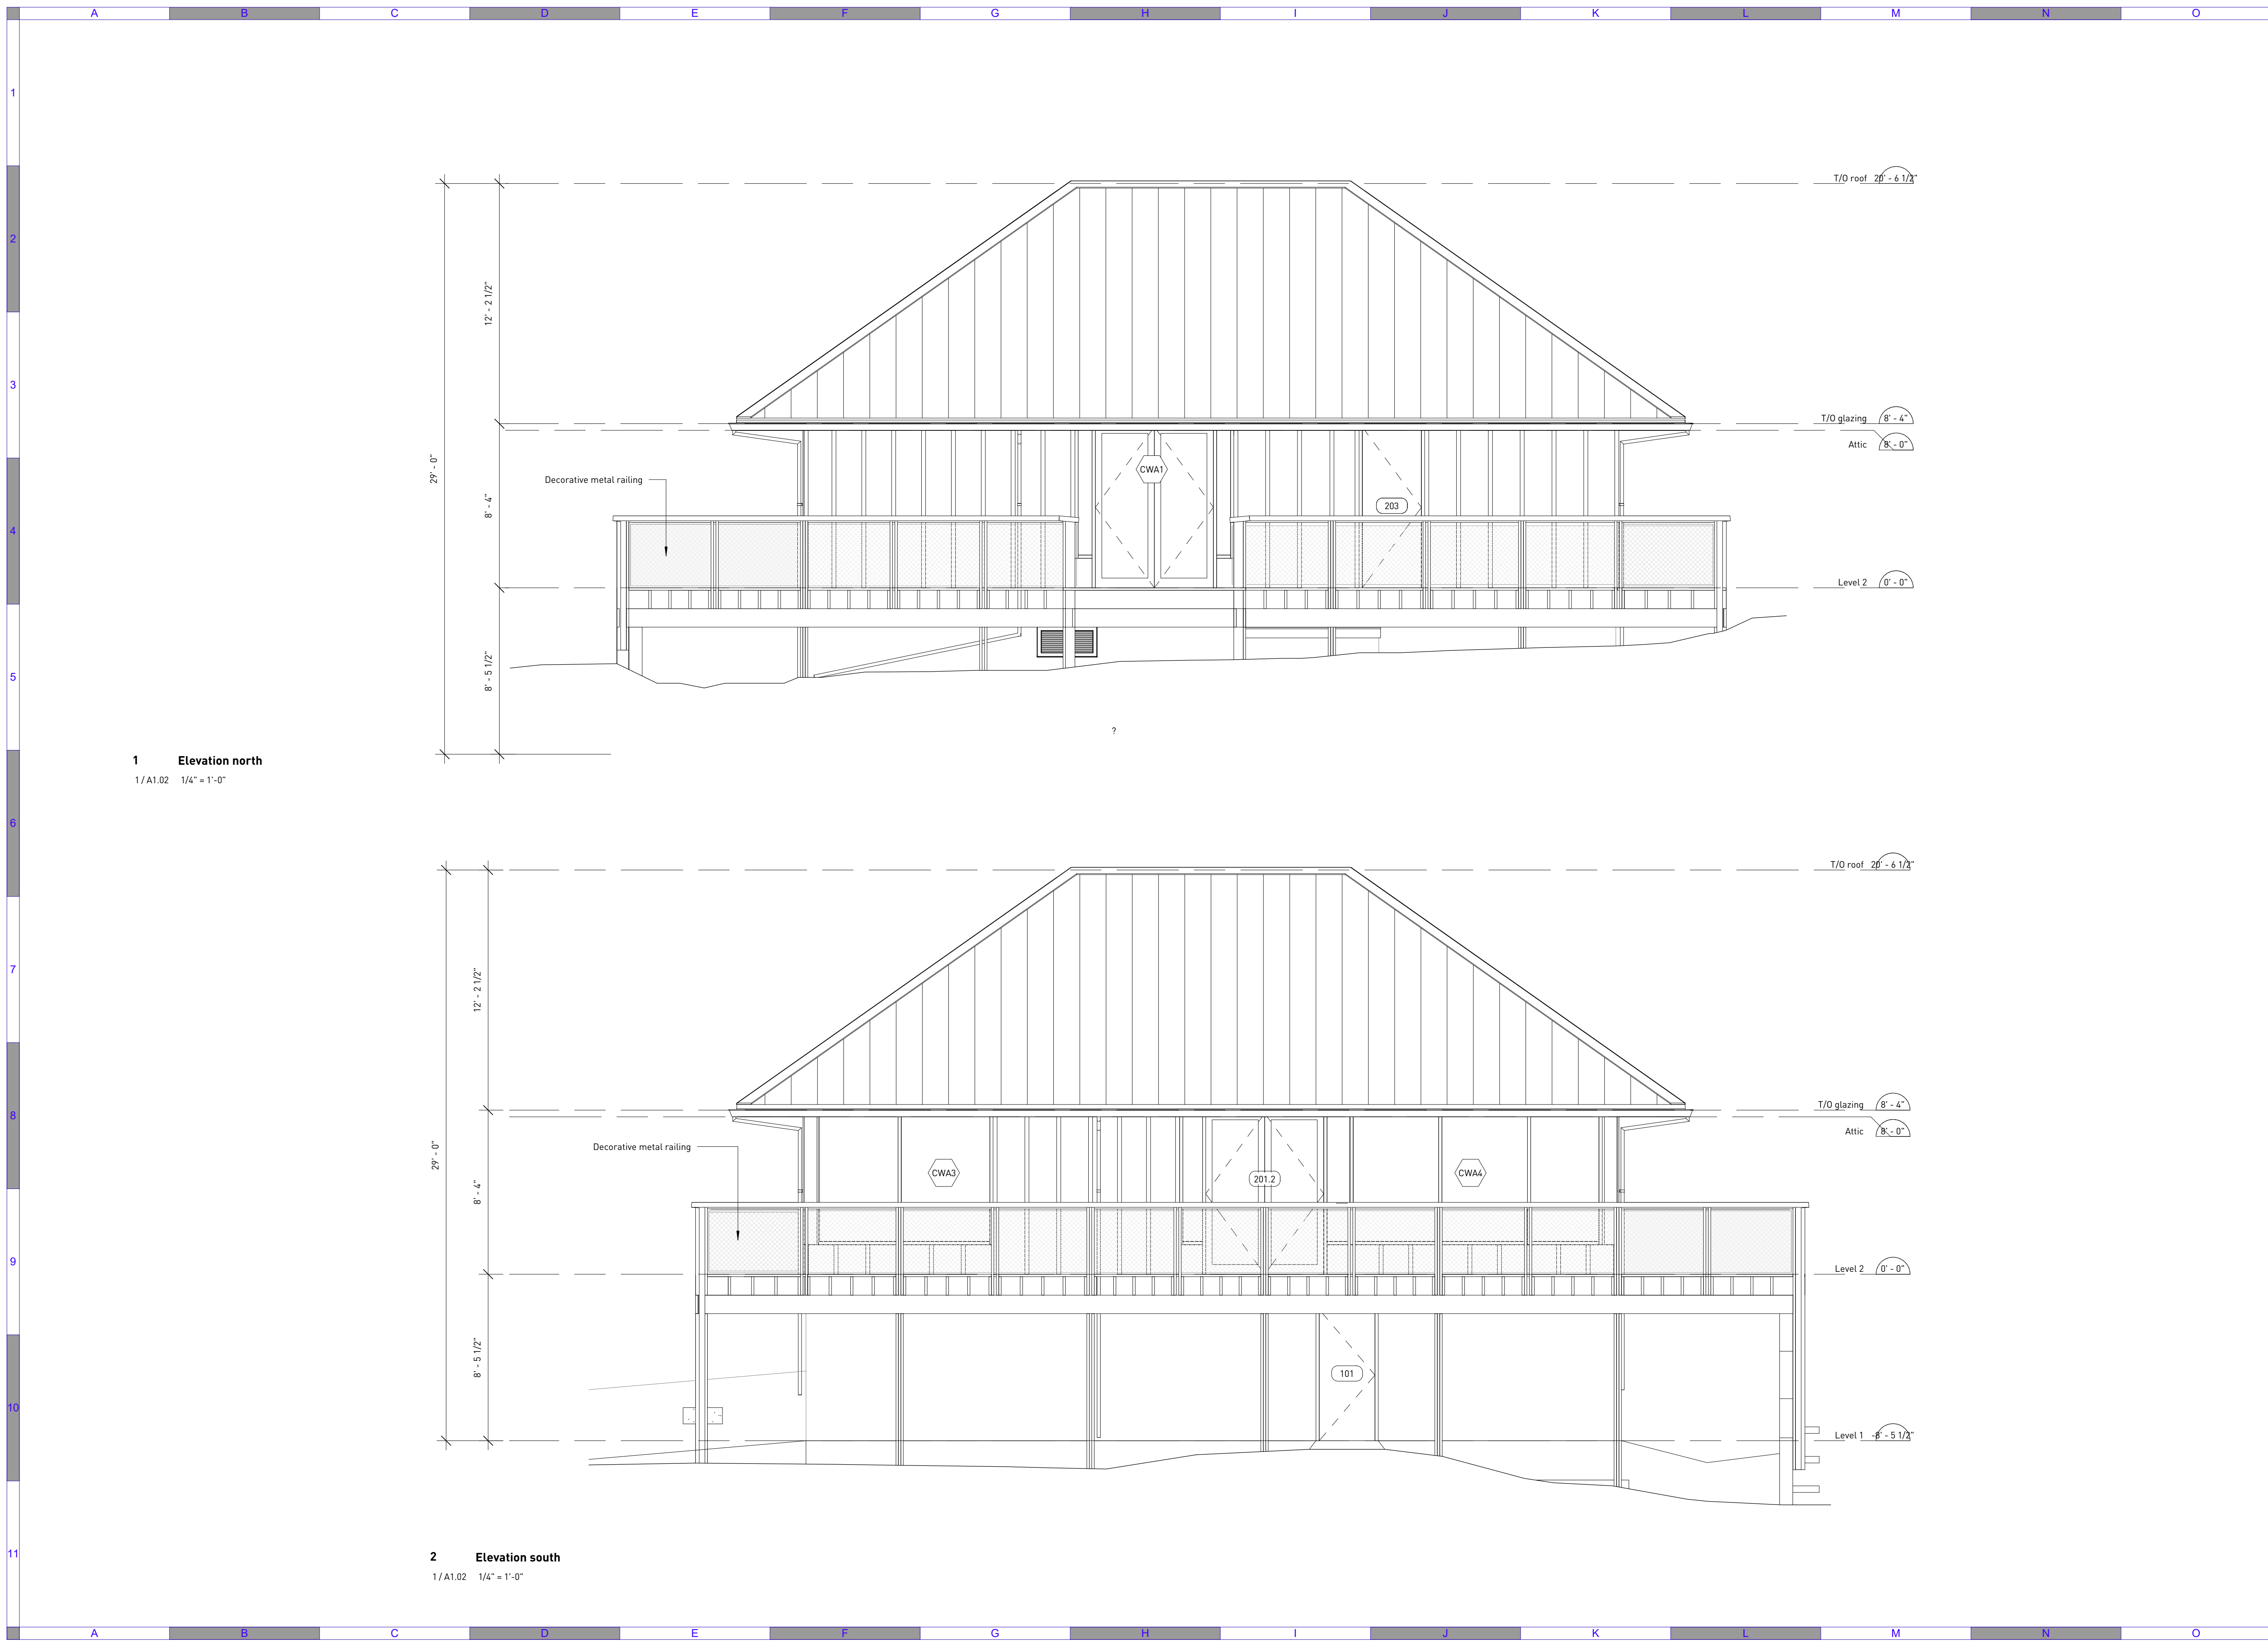 A B C D E F G H I J K L M N O
1
2
3
4
5
6
7
8
9
10
11
T/O roof 20' - 6 1/2"
12' - 2 1/2"
T/O glazing 8' - 4"
Attic 8' - 0"
29' - 0"
CWA1
Decorative metal railing
8' - 4"
203
Level 2 0' - 0"
8' - 5 1/2"
?
1 Elevation north
1 / A1.02 1/4" = 1'-0"
T/O roof 20' - 6 1/2"
12' - 2 1/2"
T/O glazing 8' - 4"
Attic 8' - 0"
29' - 0"
Decorative metal railing
CWA3
201.2
CWA4
8' - 4"
Level 2 0' - 0"
8' - 5 1/2"
101
Level 1 -8' - 5 1/2"
2 Elevation south
1 / A1.02 1/4" = 1'-0"
A B C D E F G H I J K L M N O